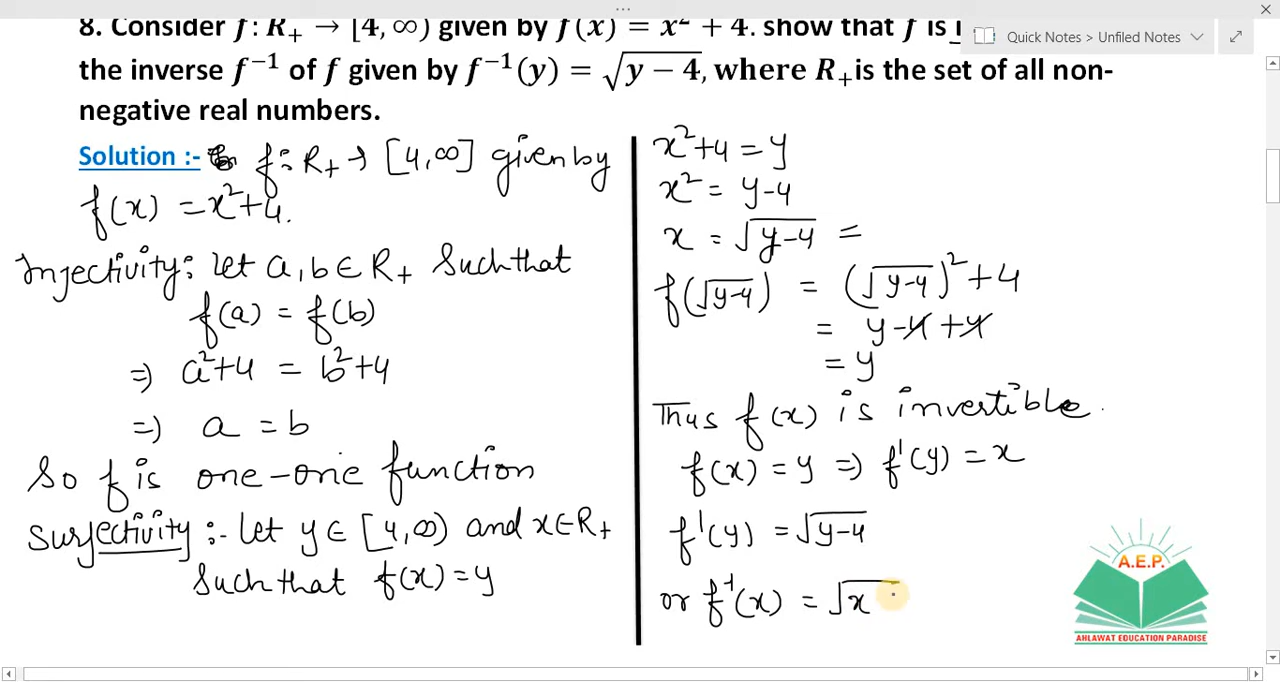 Quick Notes > Unfiled Notes
8. Consider f: R₊ → [4, ∞) given by f(x) = x² + 4. show that f is
the inverse f⁻¹ of f given by f⁻¹(y) = √(y − 4), where R₊ is the set of all non-
negative real numbers.
Solution :- f: R₊ → [4, ∞] given by
f(x) = x²+4.
Injectivity: let a, b ∈ R₊ Such that
f(a) = f(b)
⇒ a²+4 = b²+4
⇒ a = b
So f is one-one function
Surjectivity :- let y ∈ [4, ∞) and x ∈ R₊
Such that f(x) = y
x²+4 = y
x² = y-4
x = √(y-4) =
f(√(y-4)) = (√(y-4))² + 4
= y-4+4
= y
Thus f(x) is invertible.
f(x) = y ⇒ f¹(y) = x
f¹(y) = √(y-4)
or f⁻¹(x) = √x
A.E.P.
AHLAWAT EDUCATION PARADISE